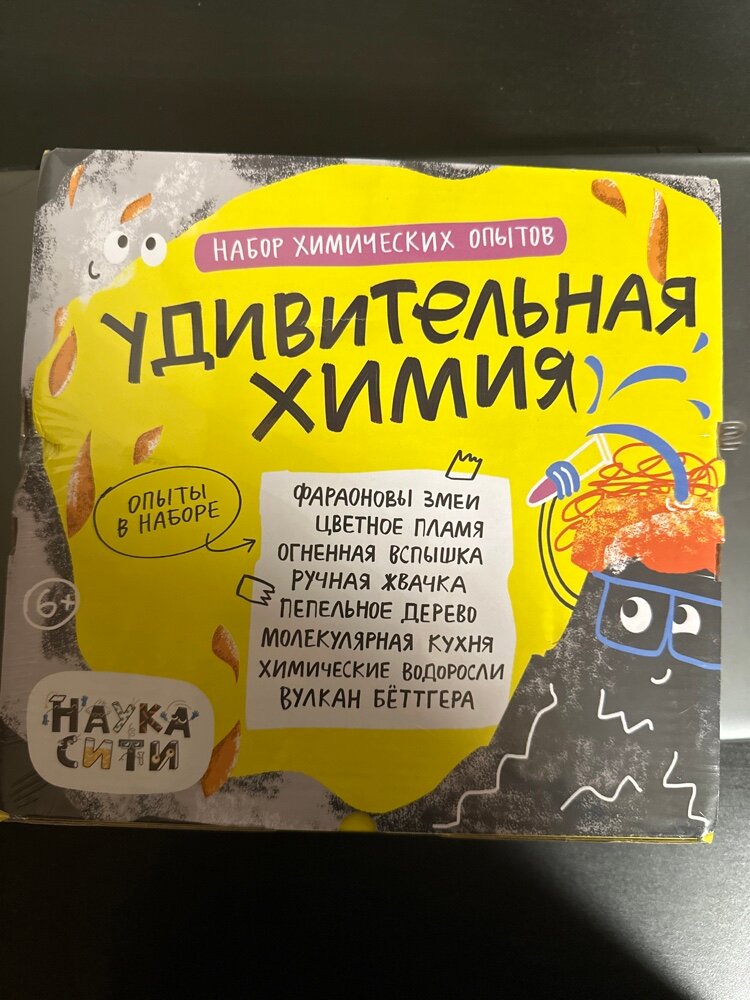 НАБОР ХИМИЧЕСКИХ ОПЫТОВ
УДИВИТЕЛЬНАЯ
ХИМИЯ
ОПЫТЫ
В НАБОРЕ
ФАРАОНОВЫ ЗМЕИ
ЦВЕТНОЕ ПЛАМЯ
ОГНЕННАЯ ВСПЫШКА
РУЧНАЯ ЖВАЧКА
ПЕПЕЛЬНОЕ ДЕРЕВО
МОЛЕКУЛЯРНАЯ КУХНЯ
ХИМИЧЕСКИЕ ВОДОРОСЛИ
ВУЛКАН БЁТТГЕРА
6+
НАУКА
СИТИ